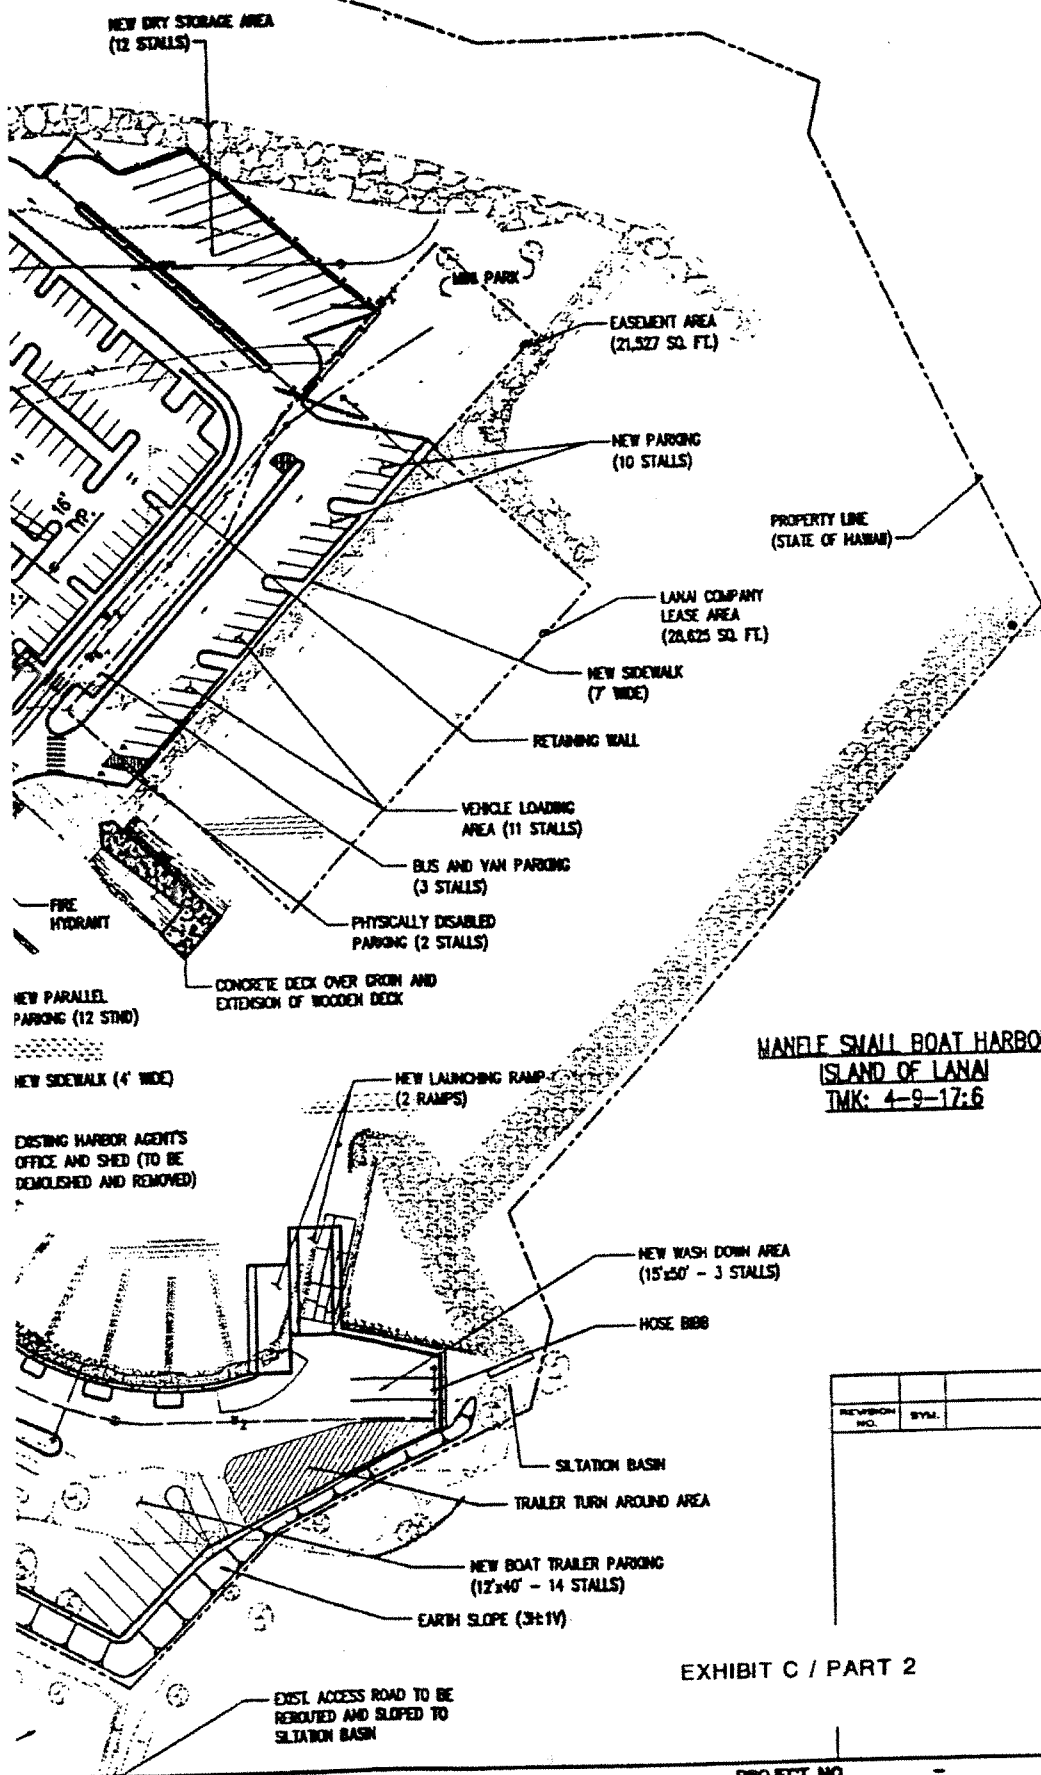 NEW DRY STORAGE AREA
(12 STALLS)
MINI PARK
EASEMENT AREA
(21,527 SQ. FT.)
NEW PARKING
(10 STALLS)
16"
TYP.
PROPERTY LINE
(STATE OF HAWAII)
LANAI COMPANY
LEASE AREA
(28,625 SQ. FT.)
NEW SIDEWALK
(7' WIDE)
RETAINING WALL
VEHICLE LOADING
AREA (11 STALLS)
BUS AND VAN PARKING
(3 STALLS)
FIRE
HYDRANT
PHYSICALLY DISABLED
PARKING (2 STALLS)
CONCRETE DECK OVER GROIN AND
EXTENSION OF WOODEN DECK
NEW PARALLEL
PARKING (12 STND)
NEW SIDEWALK (4' WIDE)
MANELE SMALL BOAT HARBO
ISLAND OF LANAI
TMK: 4-9-17:6
NEW LAUNCHING RAMP
(2 RAMPS)
EXISTING HARBOR AGENT'S
OFFICE AND SHED (TO BE
DEMOLISHED AND REMOVED)
NEW WASH DOWN AREA
(15'x50' - 3 STALLS)
HOSE BIBB
REVISION
NO.
SYM.
SILTATION BASIN
TRAILER TURN AROUND AREA
NEW BOAT TRAILER PARKING
(12'x40' - 14 STALLS)
EARTH SLOPE (3H:1V)
EXHIBIT C / PART 2
EXIST. ACCESS ROAD TO BE
REROUTED AND SLOPED TO
SILTATION BASIN
PROJECT NO.